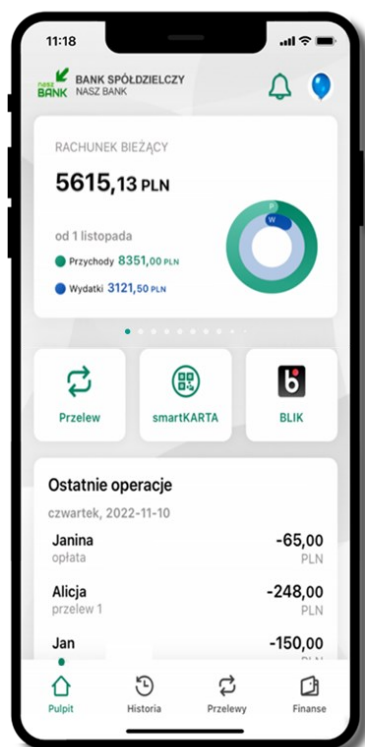 11:18
nasz BANK
BANK SPÓŁDZIELCZY
NASZ BANK
RACHUNEK BIEŻĄCY
5615,13 PLN
od 1 listopada
Przychody 8351,00 PLN
Wydatki 3121,50 PLN
P
W
Przelew
smartKARTA
BLIK
Ostatnie operacje
czwartek, 2022-11-10
Janina -65,00
opłata PLN
Alicja -248,00
przelew 1 PLN
Jan -150,00
Pulpit
Historia
Przelewy
Finanse